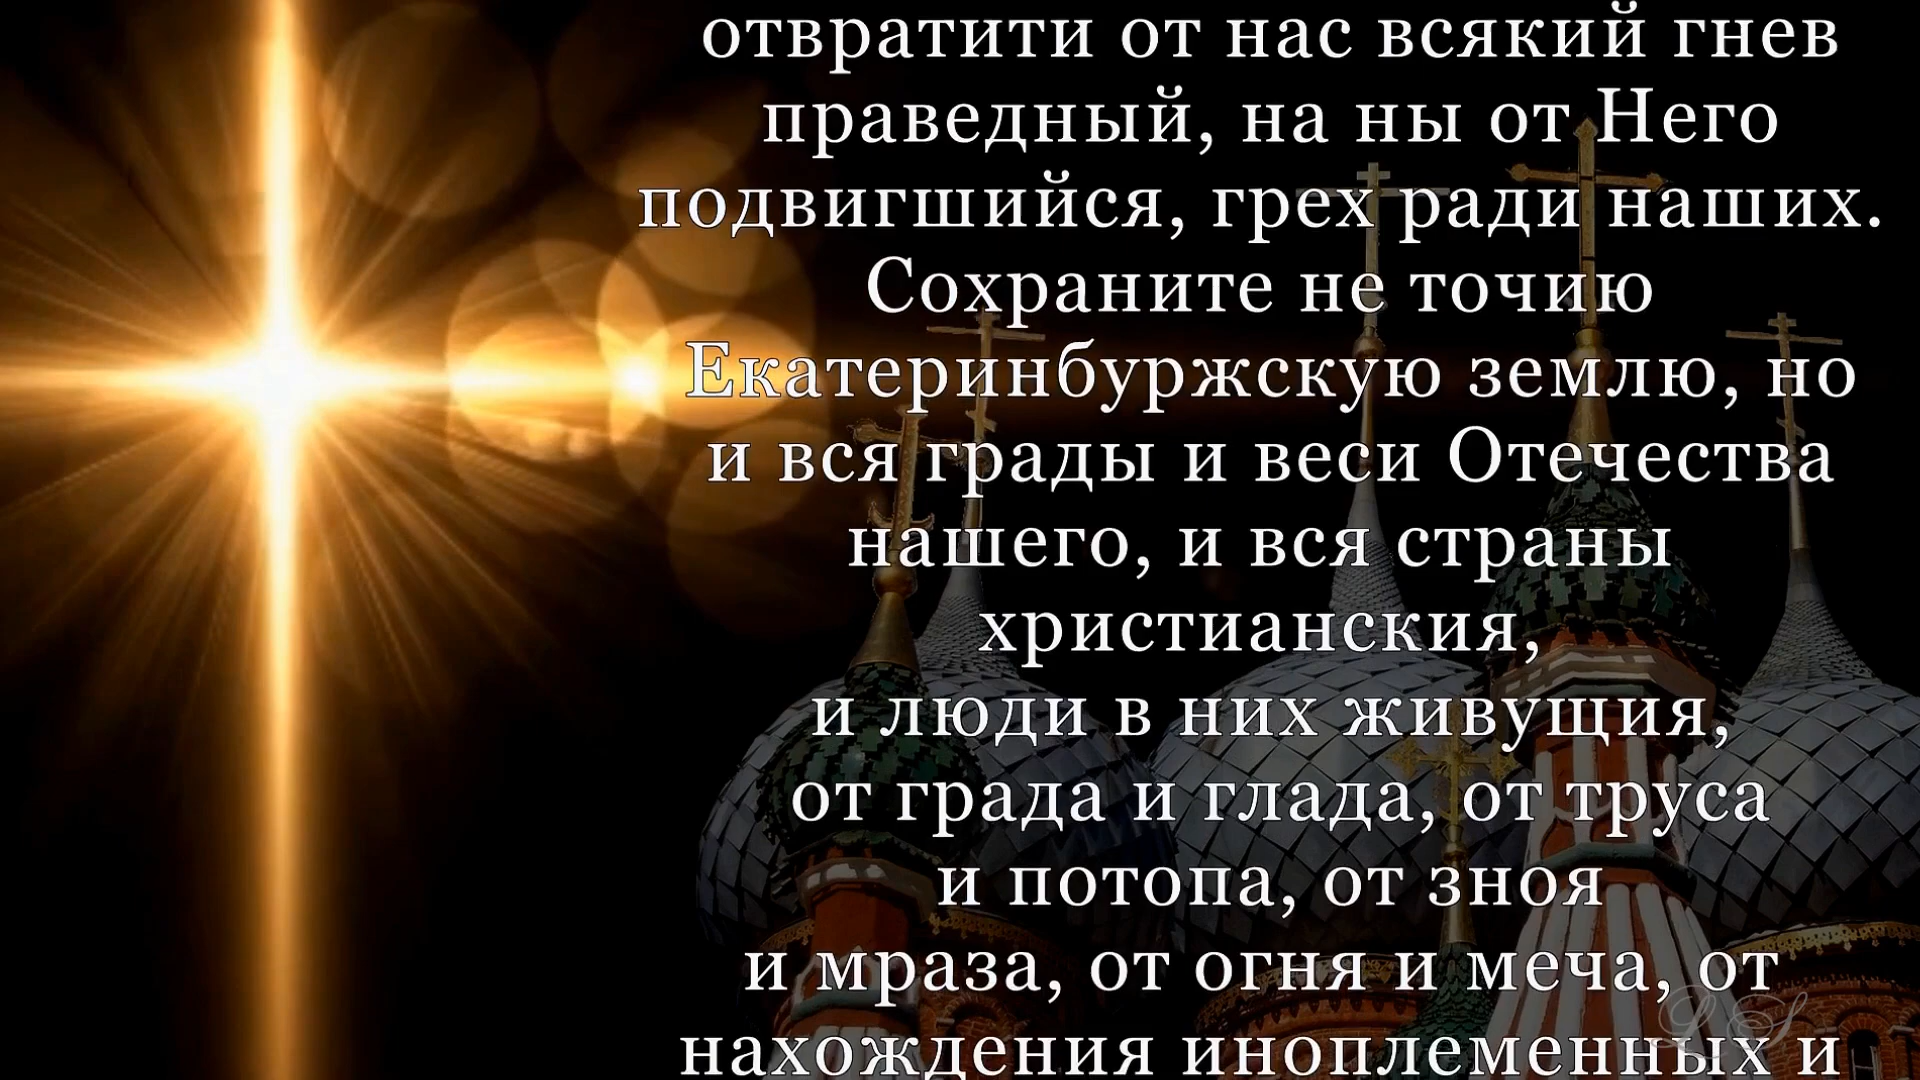 отвратити от нас всякий гнев
праведный, на ны от Него
подвигшийся, грех ради наших.
Сохраните не точию
Екатеринбуржскую землю, но
и вся грады и веси Отечества
нашего, и вся страны
христианския,
и люди в них живущия,
от града и глада, от труса
и потопа, от зноя
и мраза, от огня и меча, от
нахождения иноплеменных и
L S